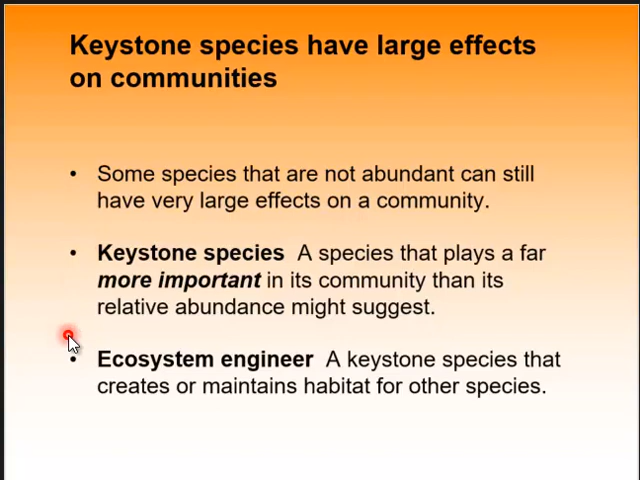 Keystone species have large effects
on communities
• Some species that are not abundant can still
have very large effects on a community.
• Keystone species A species that plays a far
more important in its community than its
relative abundance might suggest.
• Ecosystem engineer A keystone species that
creates or maintains habitat for other species.